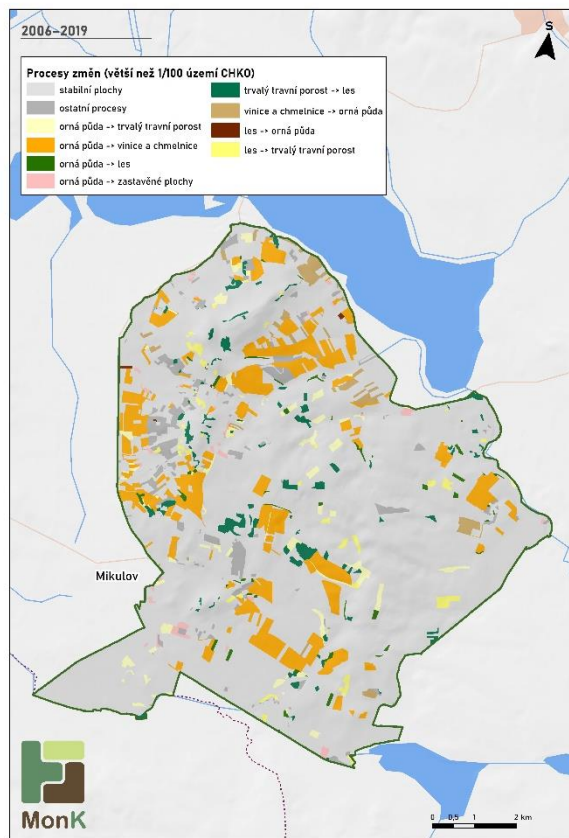 2006–2019
S
Procesy změn (větší než 1/100 území CHKO)
stabilní plochy
ostatní procesy
orná půda -> trvalý travní porost
orná půda -> vinice a chmelnice
orná půda -> les
orná půda -> zastavěné plochy
trvalý travní porost -> les
vinice a chmelnice -> orná půda
les -> orná půda
les -> trvalý travní porost
Mikulov
MonK
0 0,5 1 2 km